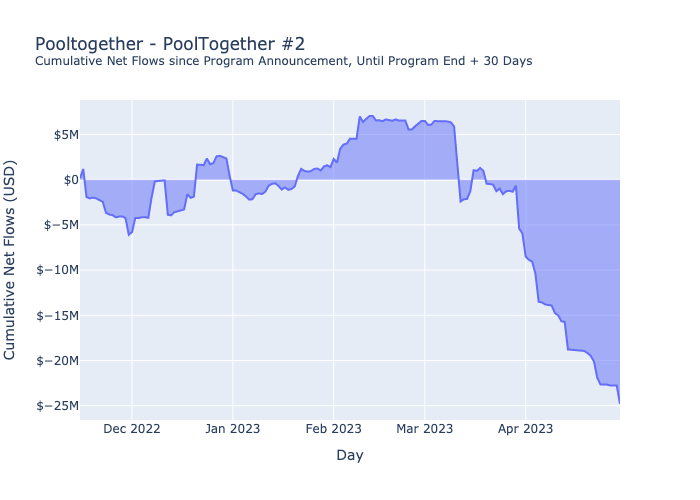 Pooltogether - PoolTogether #2
Cumulative Net Flows since Program Announcement, Until Program End + 30 Days
Cumulative Net Flows (USD)
$5M
$0
$−5M
$−10M
$−15M
$−20M
$−25M
Dec 2022
Jan 2023
Feb 2023
Mar 2023
Apr 2023
Day